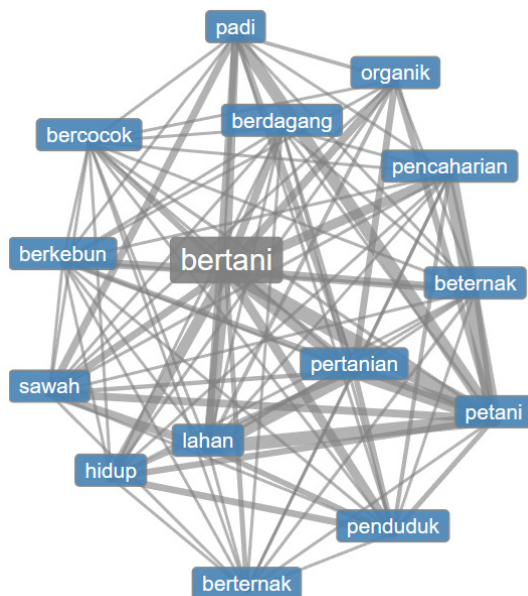 padi
organik
berdagang
bercocok
pencaharian
berkebun
bertani
beternak
pertanian
sawah
petani
lahan
hidup
penduduk
berternak